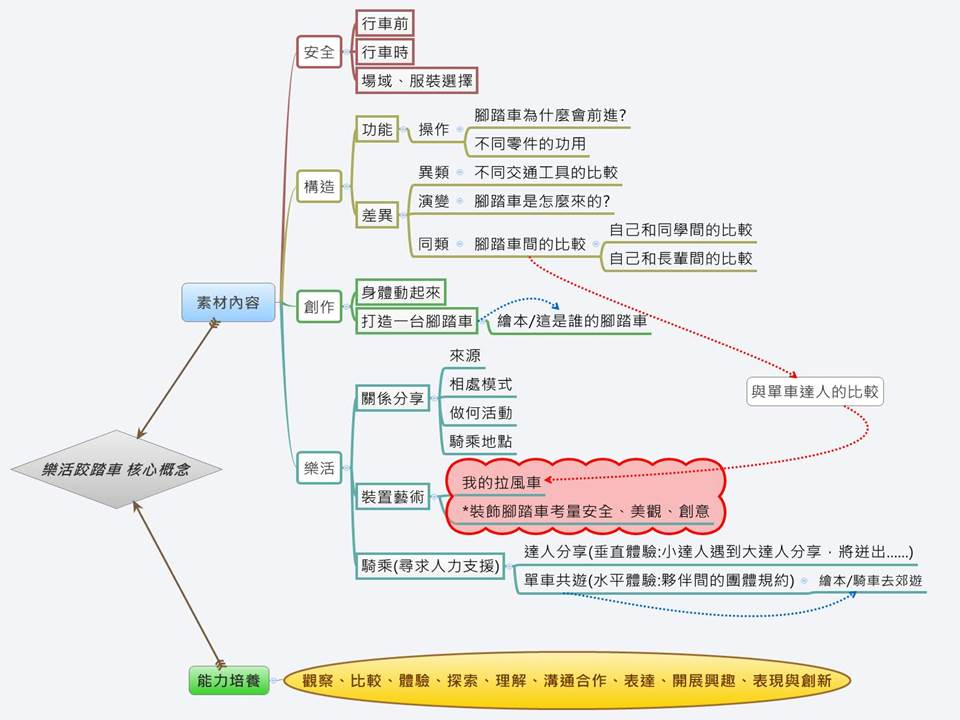 安全
行車前
行車時
場域、服裝選擇
構造
功能
操作
腳踏車為什麼會前進?
不同零件的功用
差異
異類
不同交通工具的比較
演變
腳踏車是怎麼來的?
同類
腳踏車間的比較
自己和同學間的比較
自己和長輩間的比較
素材內容
創作
身體動起來
打造一台腳踏車
繪本/這是誰的腳踏車
與單車達人的比較
樂活
關係分享
來源
相處模式
做何活動
騎乘地點
裝置藝術
我的拉風車
*裝飾腳踏車考量安全、美觀、創意
騎乘(尋求人力支援)
達人分享(垂直體驗:小達人遇到大達人分享，將迸出......)
單車共遊(水平體驗:夥伴間的團體規約)
繪本/騎車去郊遊
樂活跤踏車 核心概念
能力培養
觀察、比較、體驗、探索、理解、溝通合作、表達、開展興趣、表現與創新